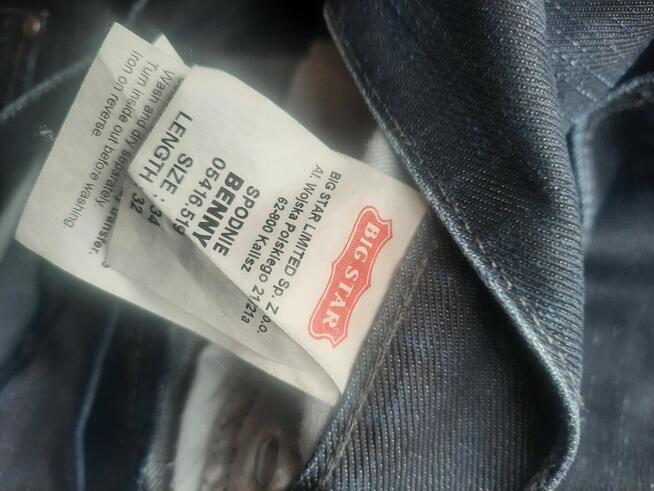 BIG STAR
BIG STAR LIMITED Sp. Z o.o.
Al. Wojska Polskiego 21/21a
62-800 Kalisz
SPODNIE
BENNY
05416.519
SIZE : 34
LENGTH 32
Wash and dry separately.
Turn inside out before washing
Iron on reverse
transfer.